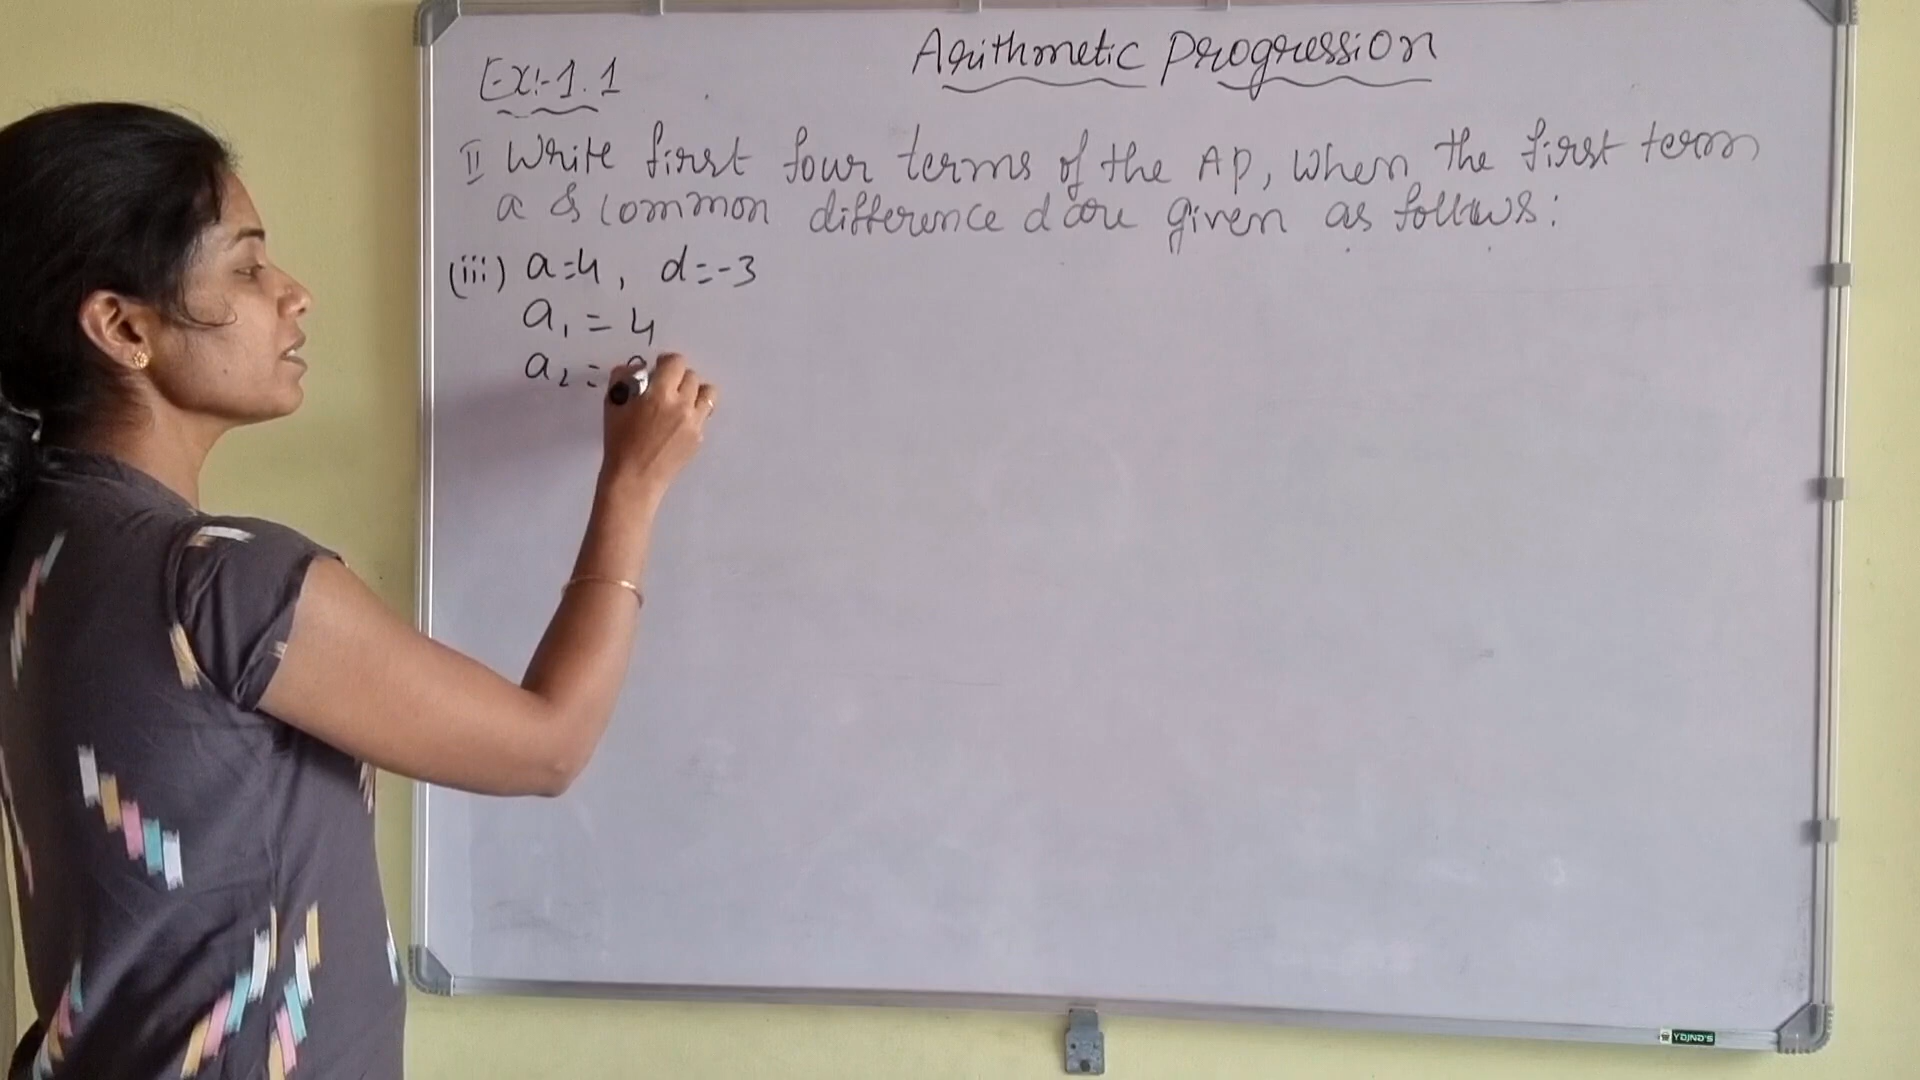 Arithmetic Progression
Ex:-1.1
II Write first four terms of the AP, when the first term
a & common difference d are given as follows:
(iii) a=4, d=-3
a₁ = 4
a₂ =
YDJND'S